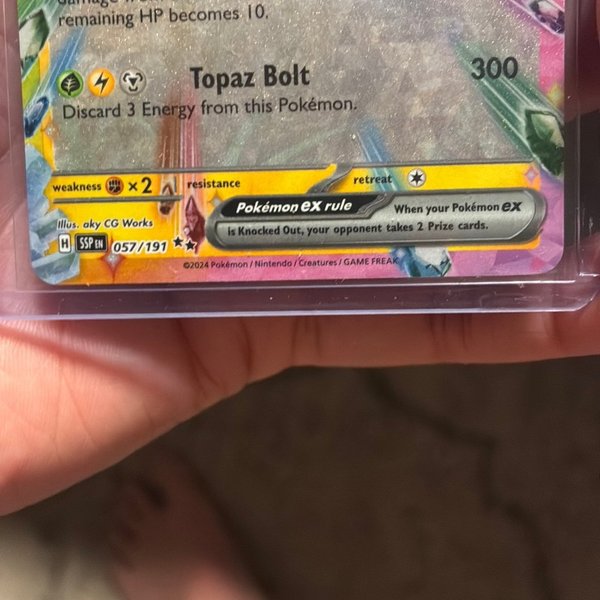 remaining HP becomes 10.
Topaz Bolt 300
Discard 3 Energy from this Pokémon.
weakness ×2 resistance retreat
Pokémon ex rule When your Pokémon ex
is Knocked Out, your opponent takes 2 Prize cards.
Illus. aky CG Works
H SSP EN 057/191 ★★
©2024 Pokémon / Nintendo / Creatures / GAME FREAK